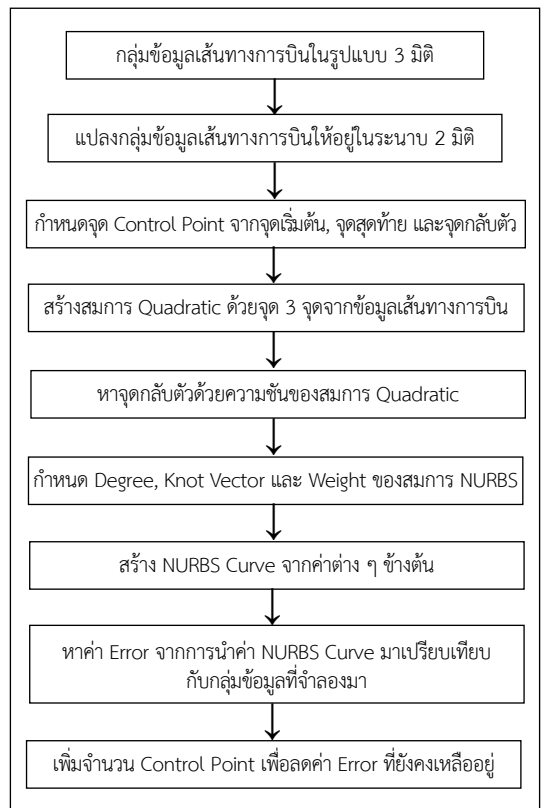 กลุ่มข้อมูลเส้นทางการบินในรูปแบบ 3 มิติ
แปลงกลุ่มข้อมูลเส้นทางการบินให้อยู่ในระนาบ 2 มิติ
กำหนดจุด Control Point จากจุดเริ่มต้น, จุดสุดท้าย และจุดกลับตัว
สร้างสมการ Quadratic ด้วยจุด 3 จุดจากข้อมูลเส้นทางการบิน
หาจุดกลับตัวด้วยความชันของสมการ Quadratic
กำหนด Degree, Knot Vector และ Weight ของสมการ NURBS
สร้าง NURBS Curve จากค่าต่าง ๆ ข้างต้น
หาค่า Error จากการนำค่า NURBS Curve มาเปรียบเทียบ
กับกลุ่มข้อมูลที่จำลองมา
เพิ่มจำนวน Control Point เพื่อลดค่า Error ที่ยังคงเหลืออยู่